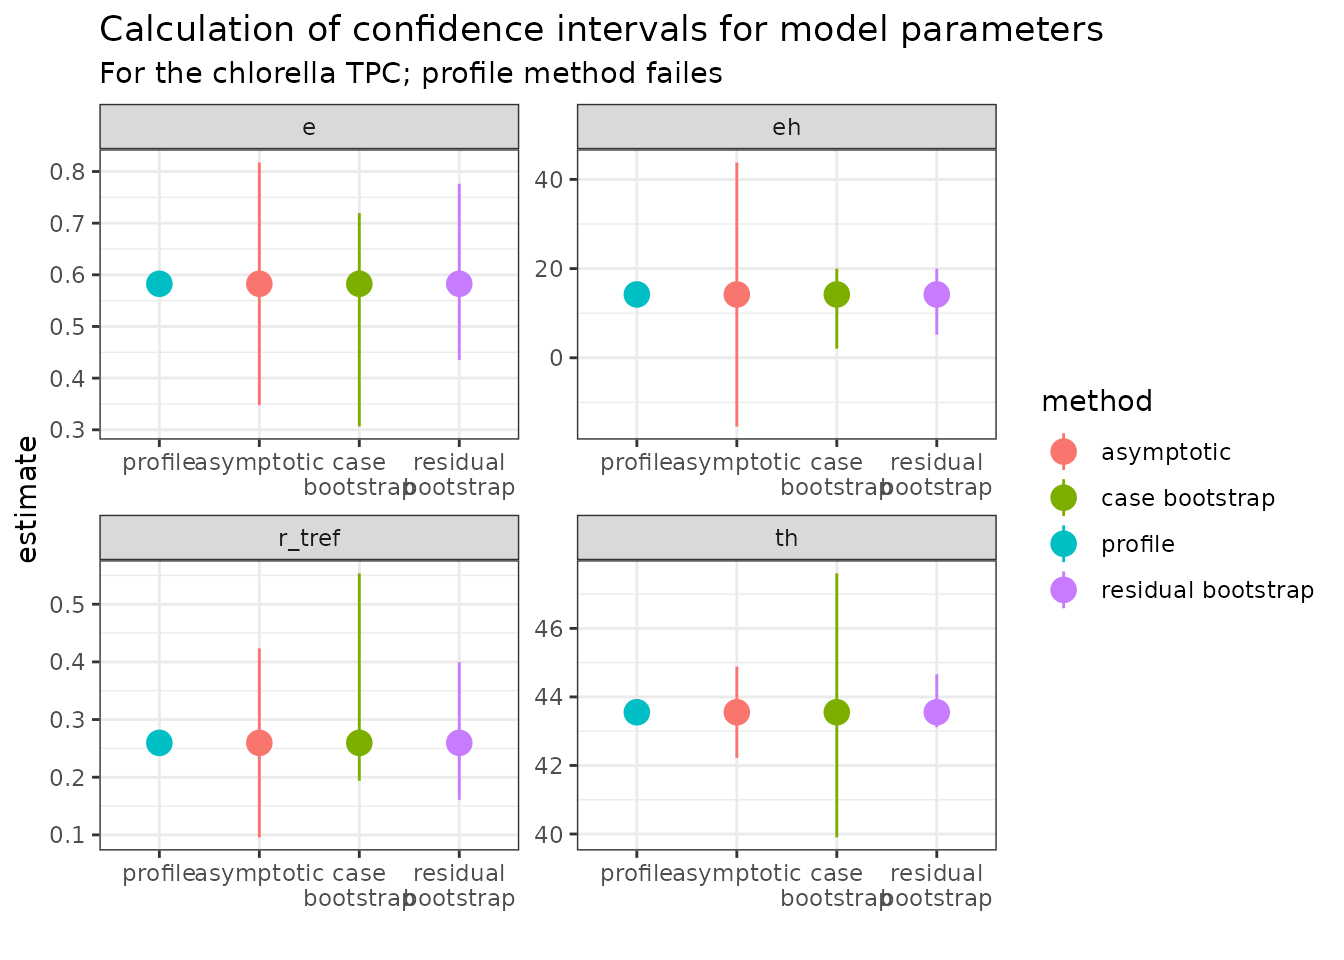 Calculation of confidence intervals for model parameters
For the chlorella TPC; profile method failes
e
eh
0.8
0.7
0.6
0.5
0.4
0.3
40
20
0
profile asymptotic case residual
bootstrap bootstrap
profile asymptotic case residual
bootstrap bootstrap
estimate
r_tref
th
0.5
0.4
0.3
0.2
0.1
46
44
42
40
profile asymptotic case residual
bootstrap bootstrap
profile asymptotic case residual
bootstrap bootstrap
method
asymptotic
case bootstrap
profile
residual bootstrap